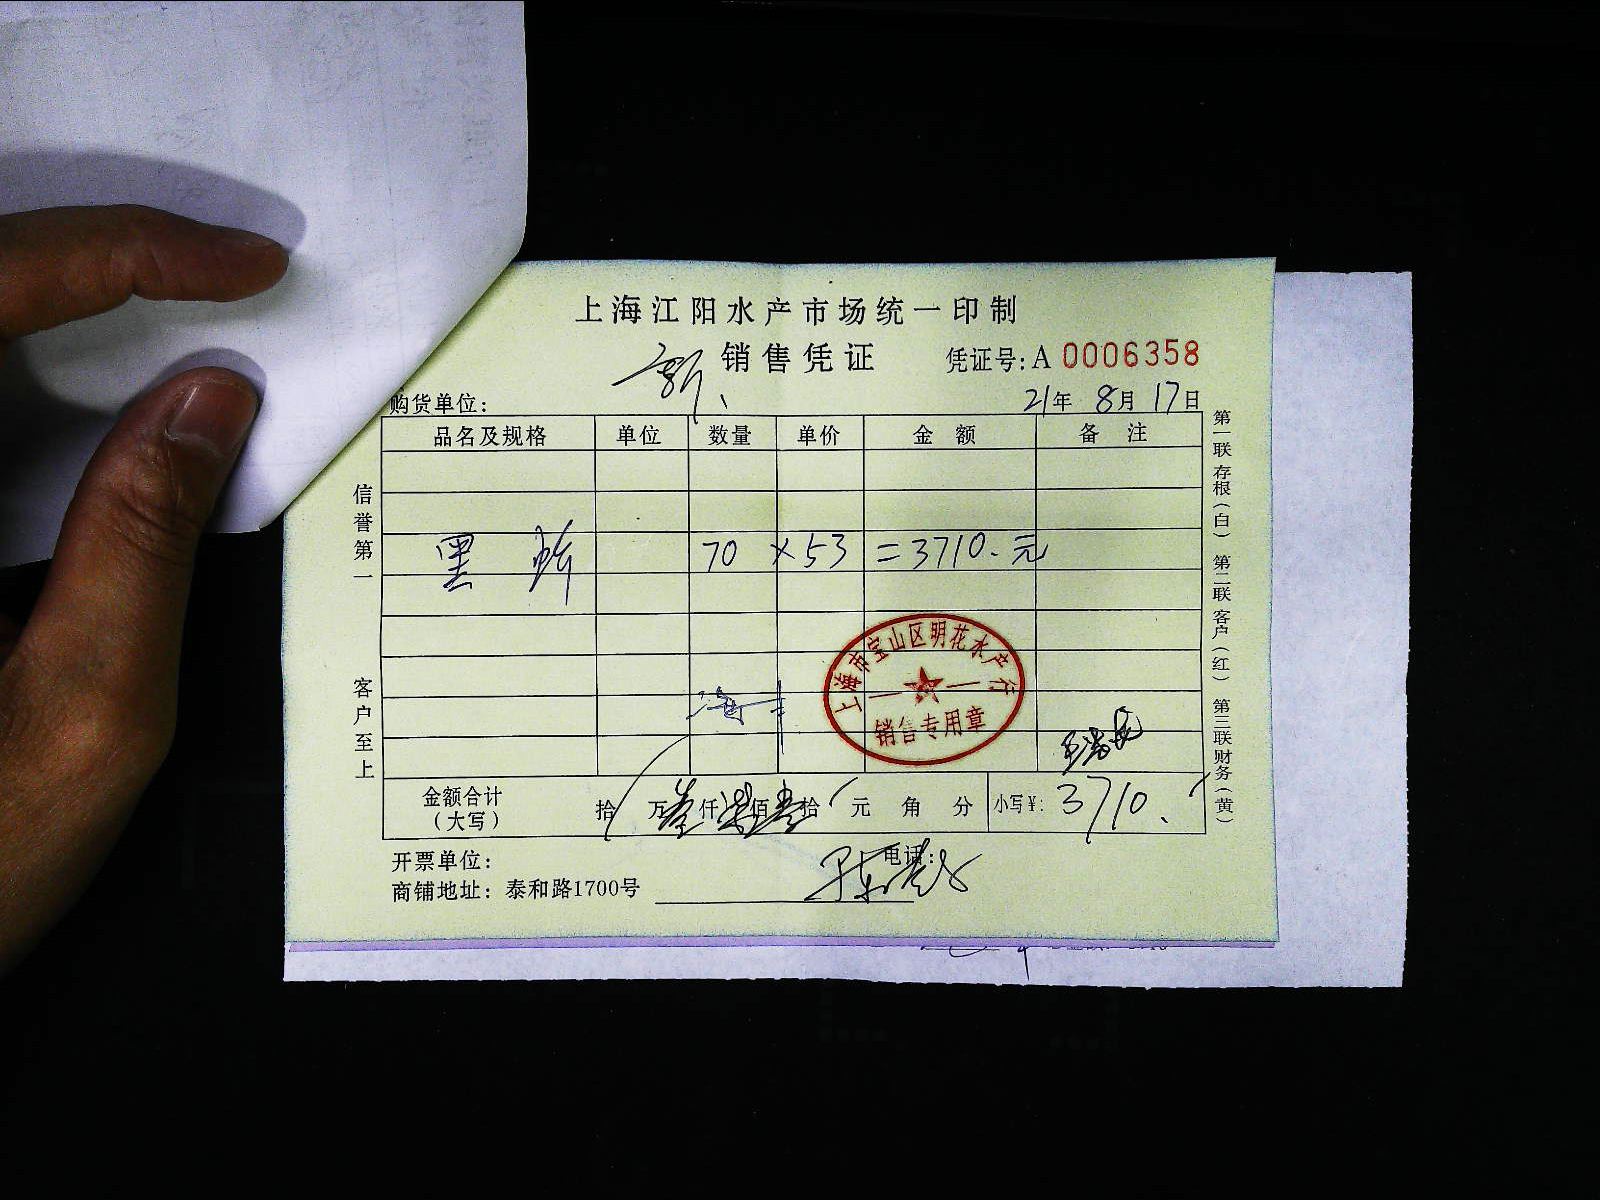 上海江阳水产市场统一印制
销售凭证 凭证号:A 0006358
购货单位: 21年 8月 17日
品名及规格 单位 数量 单价 金额 备注
黑 70 ×53 =3710.元
上海市宝山区明花水产行
销售专用章
金额合计(大写) 拾 万叁仟柒佰壹拾 元 角 分 小写¥: 3710.
开票单位: 电话:
商铺地址: 泰和路1700号
信誉第一 客户至上
第一联存根(白) 第二联客户(红) 第三联财务(黄)